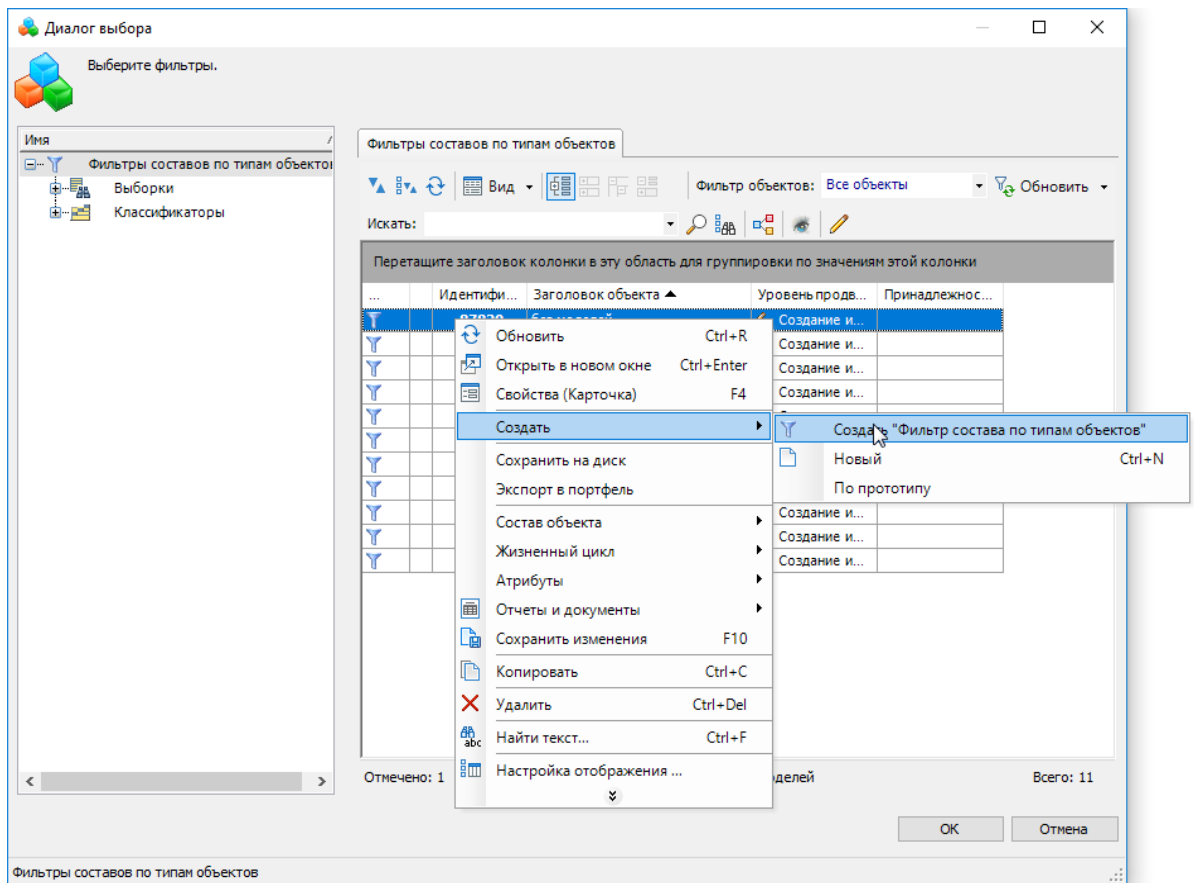 Диалог выбора
Выберите фильтры.
Имя
Фильтры составов по типам объектов
Выборки
Классификаторы
Фильтры составов по типам объектов
Вид
Фильтр объектов: Все объекты
Обновить
Искать:
Перетащите заголовок колонки в эту область для группировки по значениям этой колонки
... Идентифи... Заголовок объекта Уровень продв... Принадлежнос...
Создание и...
Создание и...
Создание и...
Создание и...
Обновить Ctrl+R
Открыть в новом окне Ctrl+Enter
Свойства (Карточка) F4
Создать
Сохранить на диск
Экспорт в портфель
Состав объекта
Жизненный цикл
Атрибуты
Отчеты и документы
Сохранить изменения F10
Копировать Ctrl+C
Удалить Ctrl+Del
Найти текст... Ctrl+F
Настройка отображения ...
Создать "Фильтр состава по типам объектов"
Новый Ctrl+N
По прототипу
Создание и...
Создание и...
Создание и...
Отмечено: 1
Всего: 11
ОК
Отмена
Фильтры составов по типам объектов